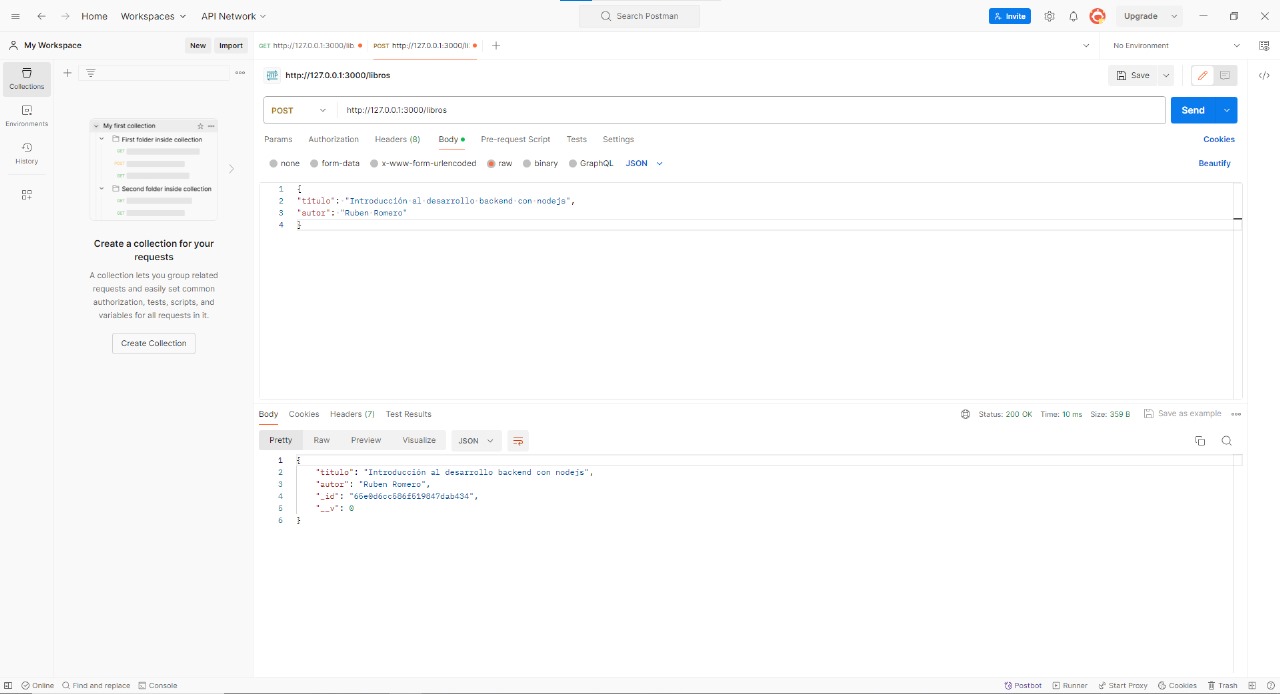 Home Workspaces API Network Search Postman Invite Upgrade
My Workspace New Import GET http://127.0.0.1:3000/lib POST http://127.0.0.1:3000/li No Environment
Collections
Environments
History
My first collection
First folder inside collection
GET
POST
GET
Second folder inside collection
GET
GET
Create a collection for your
requests
A collection lets you group related
requests and easily set common
authorization, tests, scripts, and
variables for all requests in it.
Create Collection
http://127.0.0.1:3000/libros Save
POST http://127.0.0.1:3000/libros Send
Params Authorization Headers (8) Body Pre-request Script Tests Settings Cookies
none form-data x-www-form-urlencoded raw binary GraphQL JSON Beautify
1 {
2 "titulo": "Introducción al desarrollo backend con nodejs",
3 "autor": "Ruben Romero"
4 }
Body Cookies Headers (7) Test Results Status: 200 OK Time: 10 ms Size: 359 B Save as example
Pretty Raw Preview Visualize JSON
1 {
2 "titulo": "Introducción al desarrollo backend con nodejs",
3 "autor": "Ruben Romero",
4 "_id": "65e0d6cc586f519847dab434",
5 "__v": 0
6 }
Online Find and replace Console Postbot Runner Start Proxy Cookies Trash